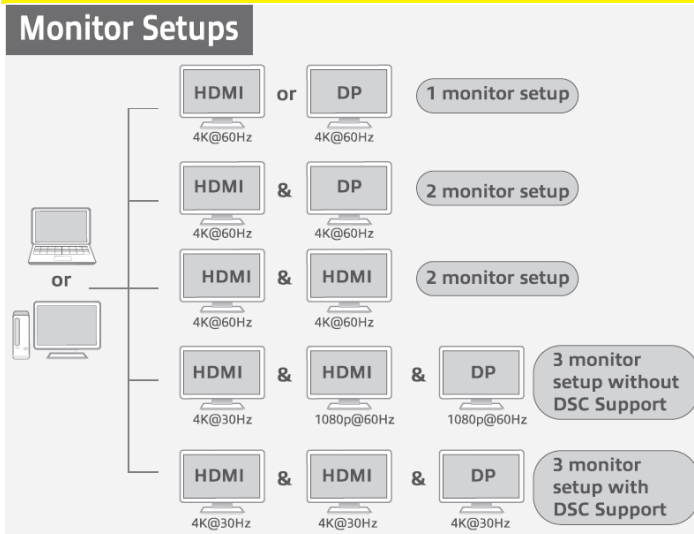 Monitor Setups
HDMI or DP 1 monitor setup
4K@60Hz 4K@60Hz
HDMI & DP 2 monitor setup
4K@60Hz 4K@60Hz
or
HDMI & HDMI 2 monitor setup
4K@60Hz 4K@60Hz
HDMI & HDMI & DP
4K@30Hz 1080p@60Hz 1080p@60Hz
3 monitor
setup without
DSC Support
HDMI & HDMI & DP
4K@30Hz 4K@30Hz 4K@30Hz
3 monitor
setup with
DSC Support